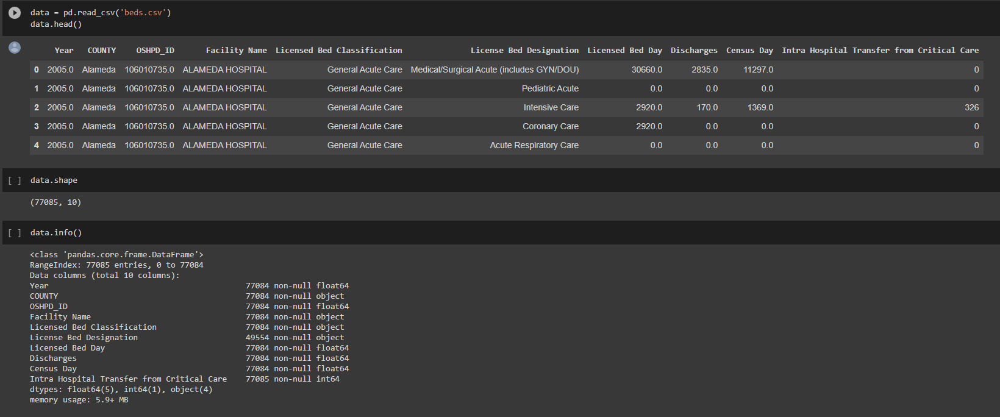 data = pd.read_csv('beds.csv')
data.head()
Year COUNTY OSHPD_ID Facility Name Licensed Bed Classification License Bed Designation Licensed Bed Day Discharges Census Day Intra Hospital Transfer from Critical Care
0 2005.0 Alameda 106010735.0 ALAMEDA HOSPITAL General Acute Care Medical/Surgical Acute (includes GYN/DOU) 30660.0 2835.0 11297.0 0
1 2005.0 Alameda 106010735.0 ALAMEDA HOSPITAL General Acute Care Pediatric Acute 0.0 0.0 0.0 0
2 2005.0 Alameda 106010735.0 ALAMEDA HOSPITAL General Acute Care Intensive Care 2920.0 170.0 1369.0 326
3 2005.0 Alameda 106010735.0 ALAMEDA HOSPITAL General Acute Care Coronary Care 2920.0 0.0 0.0 0
4 2005.0 Alameda 106010735.0 ALAMEDA HOSPITAL General Acute Care Acute Respiratory Care 0.0 0.0 0.0 0
[ ] data.shape
(77085, 10)
[ ] data.info()
<class 'pandas.core.frame.DataFrame'>
RangeIndex: 77085 entries, 0 to 77084
Data columns (total 10 columns):
Year 77084 non-null float64
COUNTY 77084 non-null object
OSHPD_ID 77084 non-null float64
Facility Name 77084 non-null object
Licensed Bed Classification 77084 non-null object
License Bed Designation 49554 non-null object
Licensed Bed Day 77084 non-null float64
Discharges 77084 non-null float64
Census Day 77084 non-null float64
Intra Hospital Transfer from Critical Care 77085 non-null int64
dtypes: float64(5), int64(1), object(4)
memory usage: 5.9+ MB